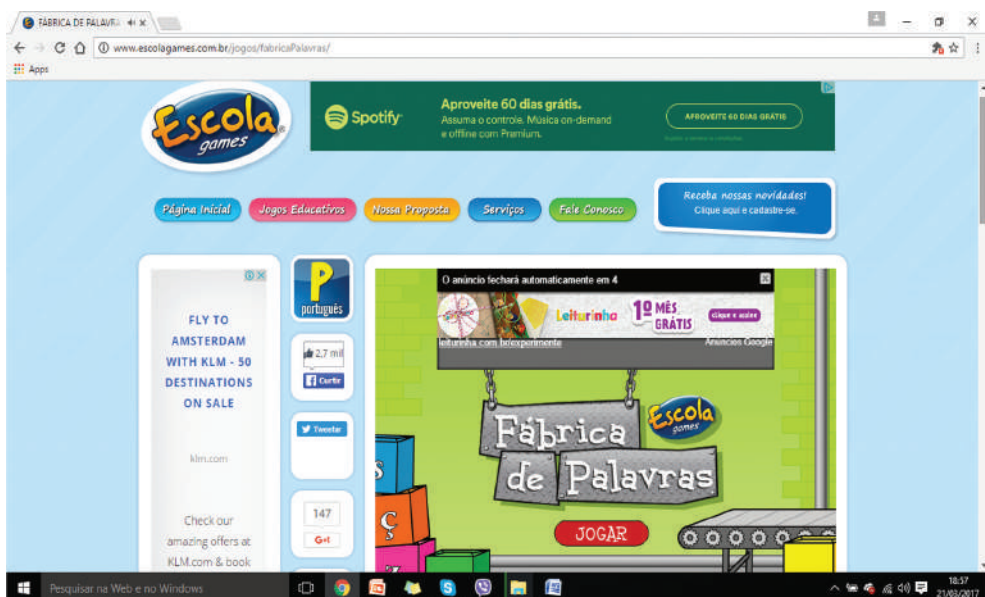 FÁBRICA DE PALAVR
www.escolagames.com.br/jogos/fabricaPalavras/
Apps
Escola
games
Spotify
Aproveite 60 dias grátis.
Assuma o controle. Música on-demand
e offline com Premium.
APROVEITE 60 DIAS GRÁTIS
Página Inicial
Jogos Educativos
Nossa Proposta
Serviços
Fale Conosco
Receba nossas novidades!
Clique aqui e cadastre-se.
FLY TO
AMSTERDAM
WITH KLM - 50
DESTINATIONS
ON SALE
klm.com
Check our
amazing offers at
KLM.com & book
P
português
2,7 mil
Curtir
Tweetar
147
G+1
O anúncio fechará automaticamente em 4
Leiturinha
1º MÊS
GRÁTIS
clique e assine
leiturinha.com.br/experimente
Anúncios Google
Fábrica
de Palavras
Escola
games
JOGAR
S
Ç
Z
Pesquisar na Web e no Windows
18:57
21/03/2017